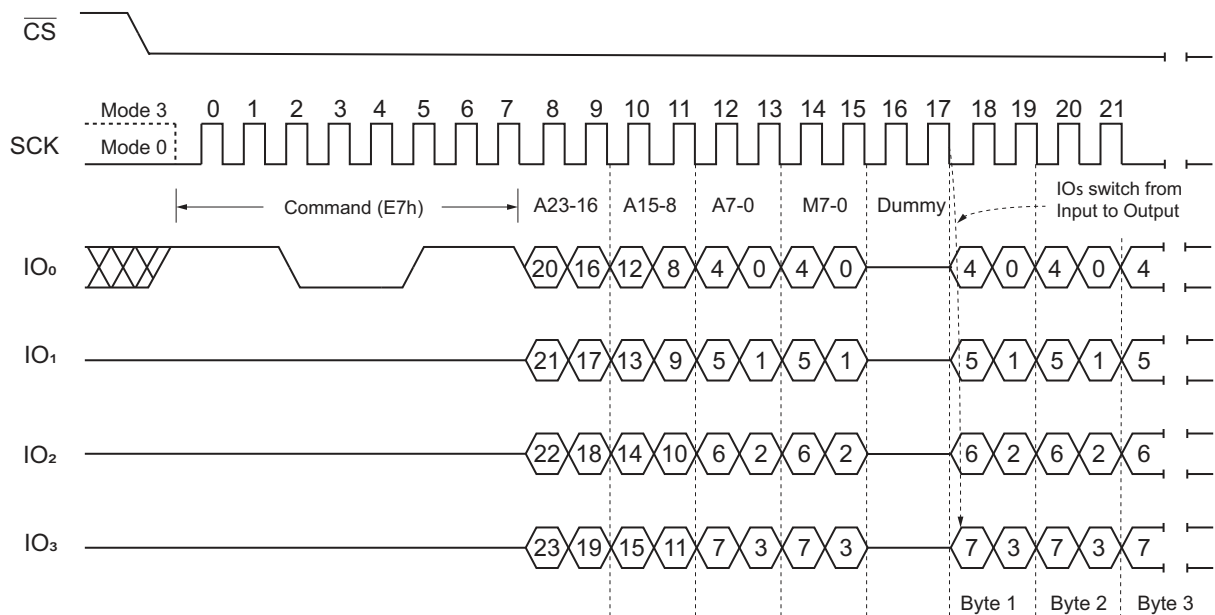 CS
Mode 3
0 1 2 3 4 5 6 7 8 9 10 11 12 13 14 15 16 17 18 19 20 21
SCK
Mode 0
Command (E7h) A23-16 A15-8 A7-0 M7-0 Dummy
IOs switch from
Input to Output
IO₀ 20 16 12 8 4 0 4 0 4 0 4 0 4
IO₁ 21 17 13 9 5 1 5 1 5 1 5 1 5
IO₂ 22 18 14 10 6 2 6 2 6 2 6 2 6
IO₃ 23 19 15 11 7 3 7 3 7 3 7 3 7
Byte 1 Byte 2 Byte 3